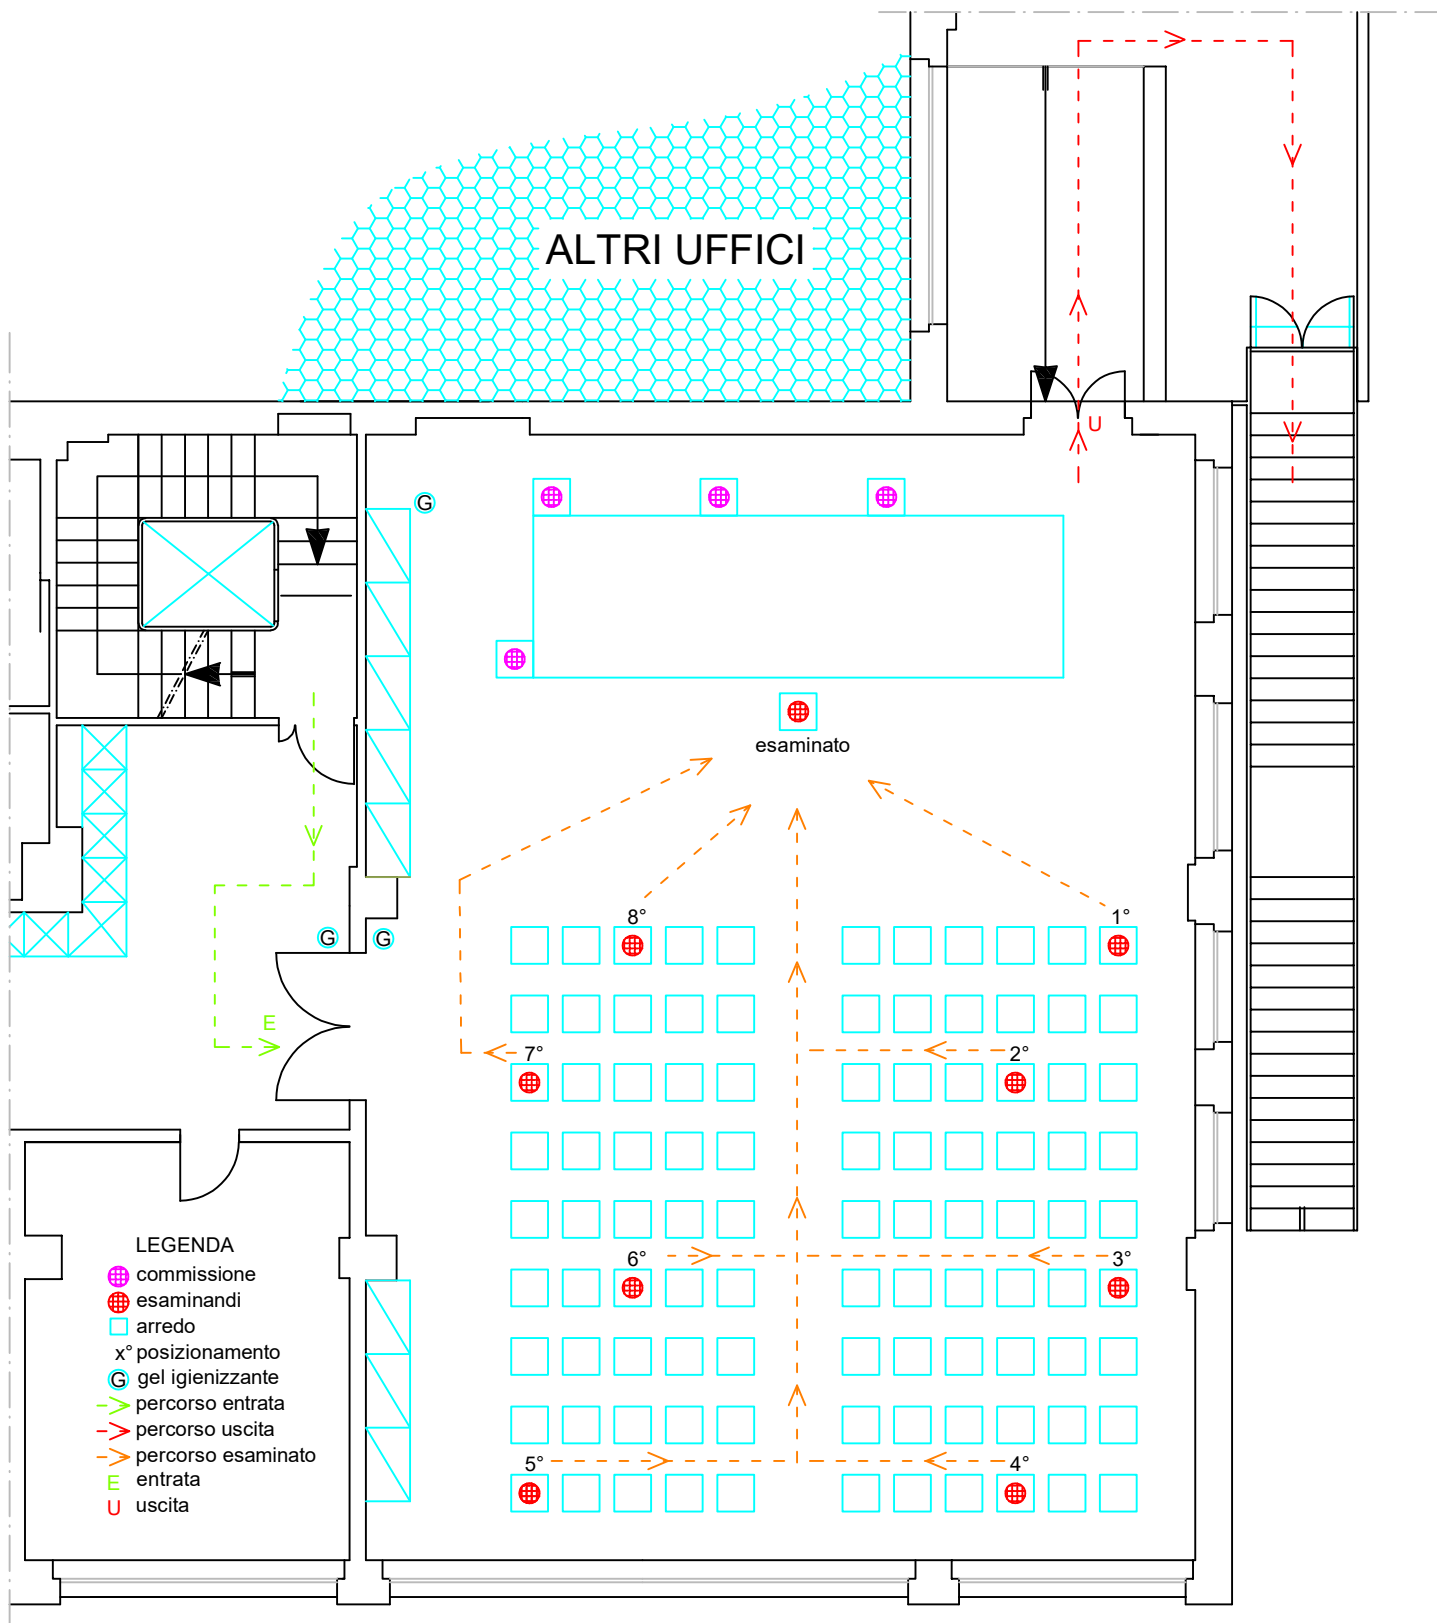 ALTRI UFFICI
U
G
esaminato
8°
1°
G
G
E
7°
2°
6°
3°
5°
4°
LEGENDA
commissione
esaminandi
arredo
x° posizionamento
G gel igienizzante
percorso entrata
percorso uscita
percorso esaminato
E entrata
U uscita